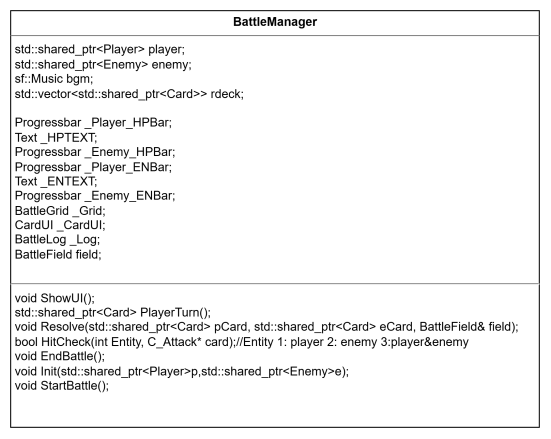 BattleManager
std::shared_ptr<Player> player;
std::shared_ptr<Enemy> enemy;
sf::Music bgm;
std::vector<std::shared_ptr<Card>> rdeck;
Progressbar _Player_HPBar;
Text _HPTEXT;
Progressbar _Enemy_HPBar;
Progressbar _Player_ENBar;
Text _ENTEXT;
Progressbar _Enemy_ENBar;
BattleGrid _Grid;
CardUI _CardUI;
BattleLog _Log;
BattleField field;
void ShowUI();
std::shared_ptr<Card> PlayerTurn();
void Resolve(std::shared_ptr<Card> pCard, std::shared_ptr<Card> eCard, BattleField& field);
bool HitCheck(int Entity, C_Attack* card);//Entity 1: player 2: enemy 3:player&enemy
void EndBattle();
void Init(std::shared_ptr<Player>p,std::shared_ptr<Enemy>e);
void StartBattle();